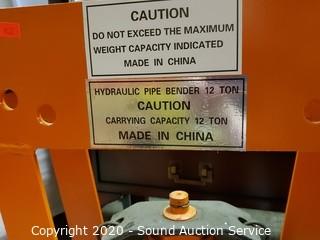 CAUTION
DO NOT EXCEED THE MAXIMUM
WEIGHT CAPACITY INDICATED
MADE IN CHINA
HYDRAULIC PIPE BENDER 12 TON
CAUTION
CARRYING CAPACITY 12 TON
MADE IN CHINA
Copyright 2020 - Sound Auction Service